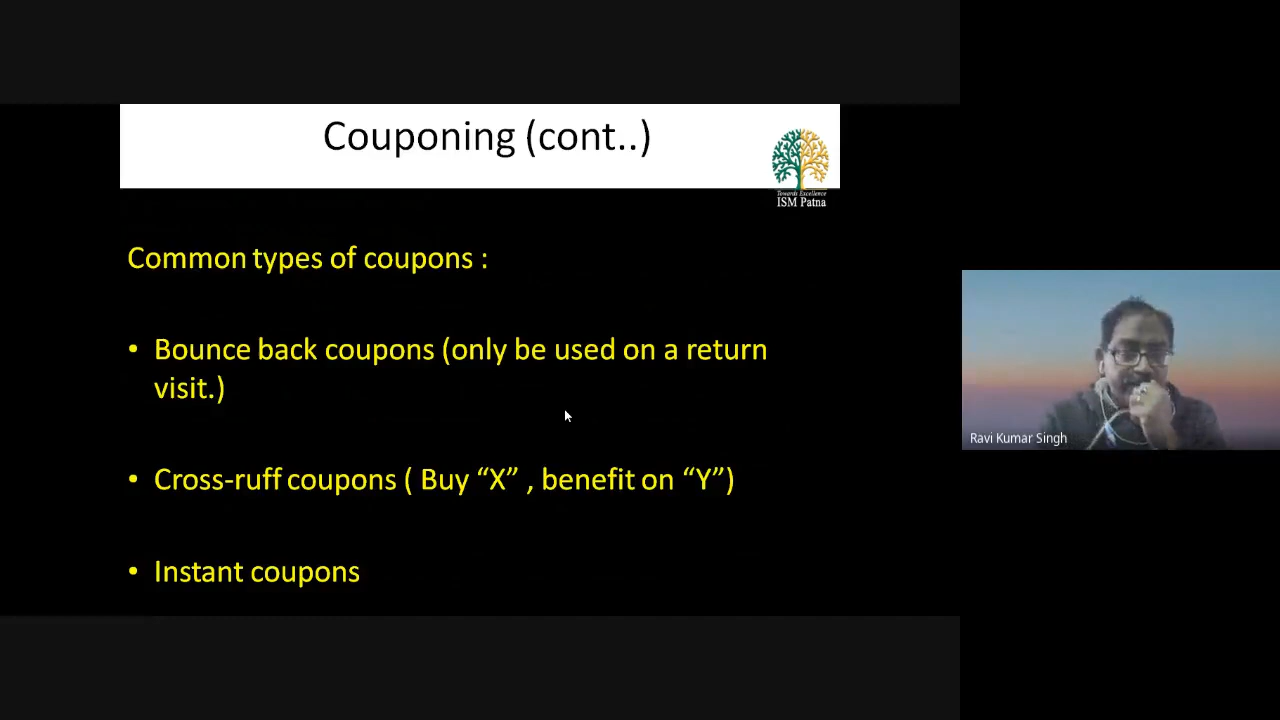 Couponing (cont..)
Towards Excellence
ISM Patna
Common types of coupons :
• Bounce back coupons (only be used on a return
visit.)
• Cross-ruff coupons ( Buy “X” , benefit on “Y”)
• Instant coupons
Ravi Kumar Singh